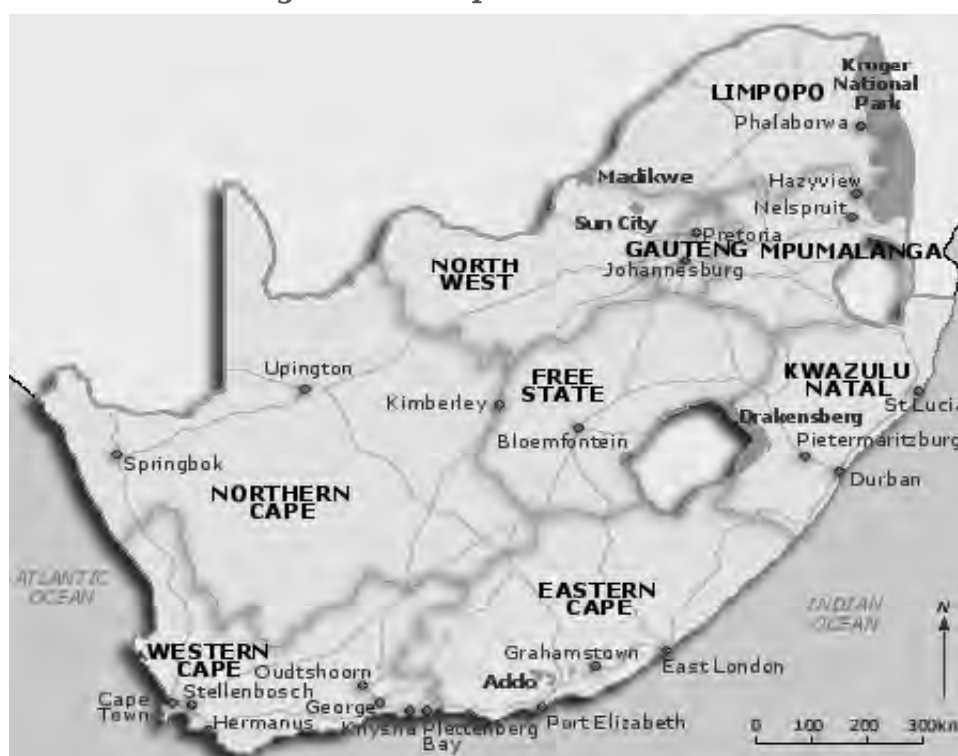 Kruger
National
Park
LIMPOPO
Phalaborwa
Madikwe
Hazyview
Sun City
Nelspruit
Pretoria
GAUTENG
MPUMALANGA
Johannesburg
NORTH
WEST
Upington
FREE
STATE
KWAZULU
NATAL
Kimberley
St Lucia
Drakensberg
Bloemfontein
Pietermaritzburg
Springbok
Durban
NORTHERN
CAPE
ATLANTIC
OCEAN
EASTERN
CAPE
INDIAN
OCEAN
N
WESTERN
CAPE
Grahamstown
East London
Oudtshoorn
Addo
Stellenbosch
Cape
Town
George
Hermanus
Knysna
Plettenberg
Bay
Port Elizabeth
0 100 200 300km